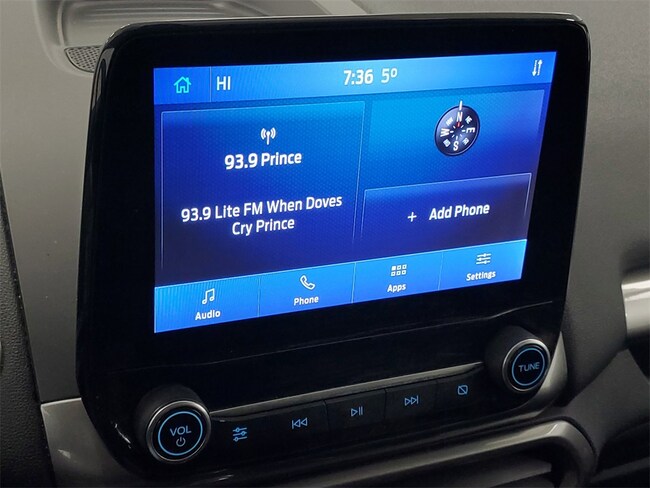 HI 7:36 5°
93.9 Prince
93.9 Lite FM When Doves
Cry Prince
N
W E
S
+ Add Phone
Audio Phone Apps Settings
VOL TUNE